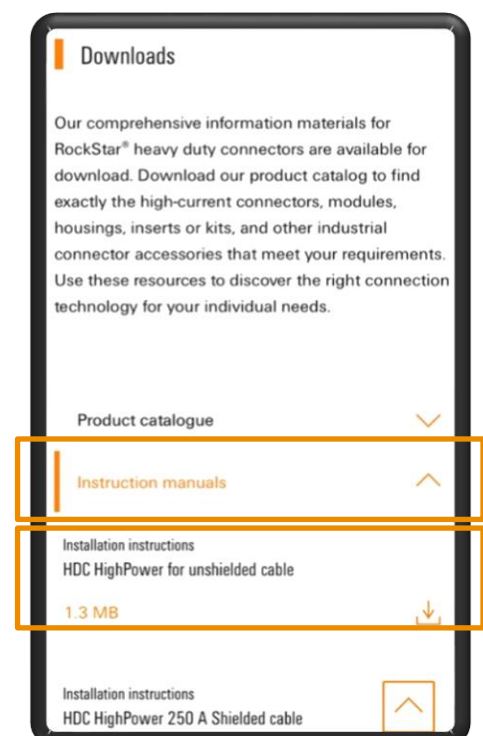 Downloads
Our comprehensive information materials for
RockStar® heavy duty connectors are available for
download. Download our product catalog to find
exactly the high-current connectors, modules,
housings, inserts or kits, and other industrial
connector accessories that meet your requirements.
Use these resources to discover the right connection
technology for your individual needs.
Product catalogue
Instruction manuals
Installation instructions
HDC HighPower for unshielded cable
1.3 MB
Installation instructions
HDC HighPower 250 A Shielded cable